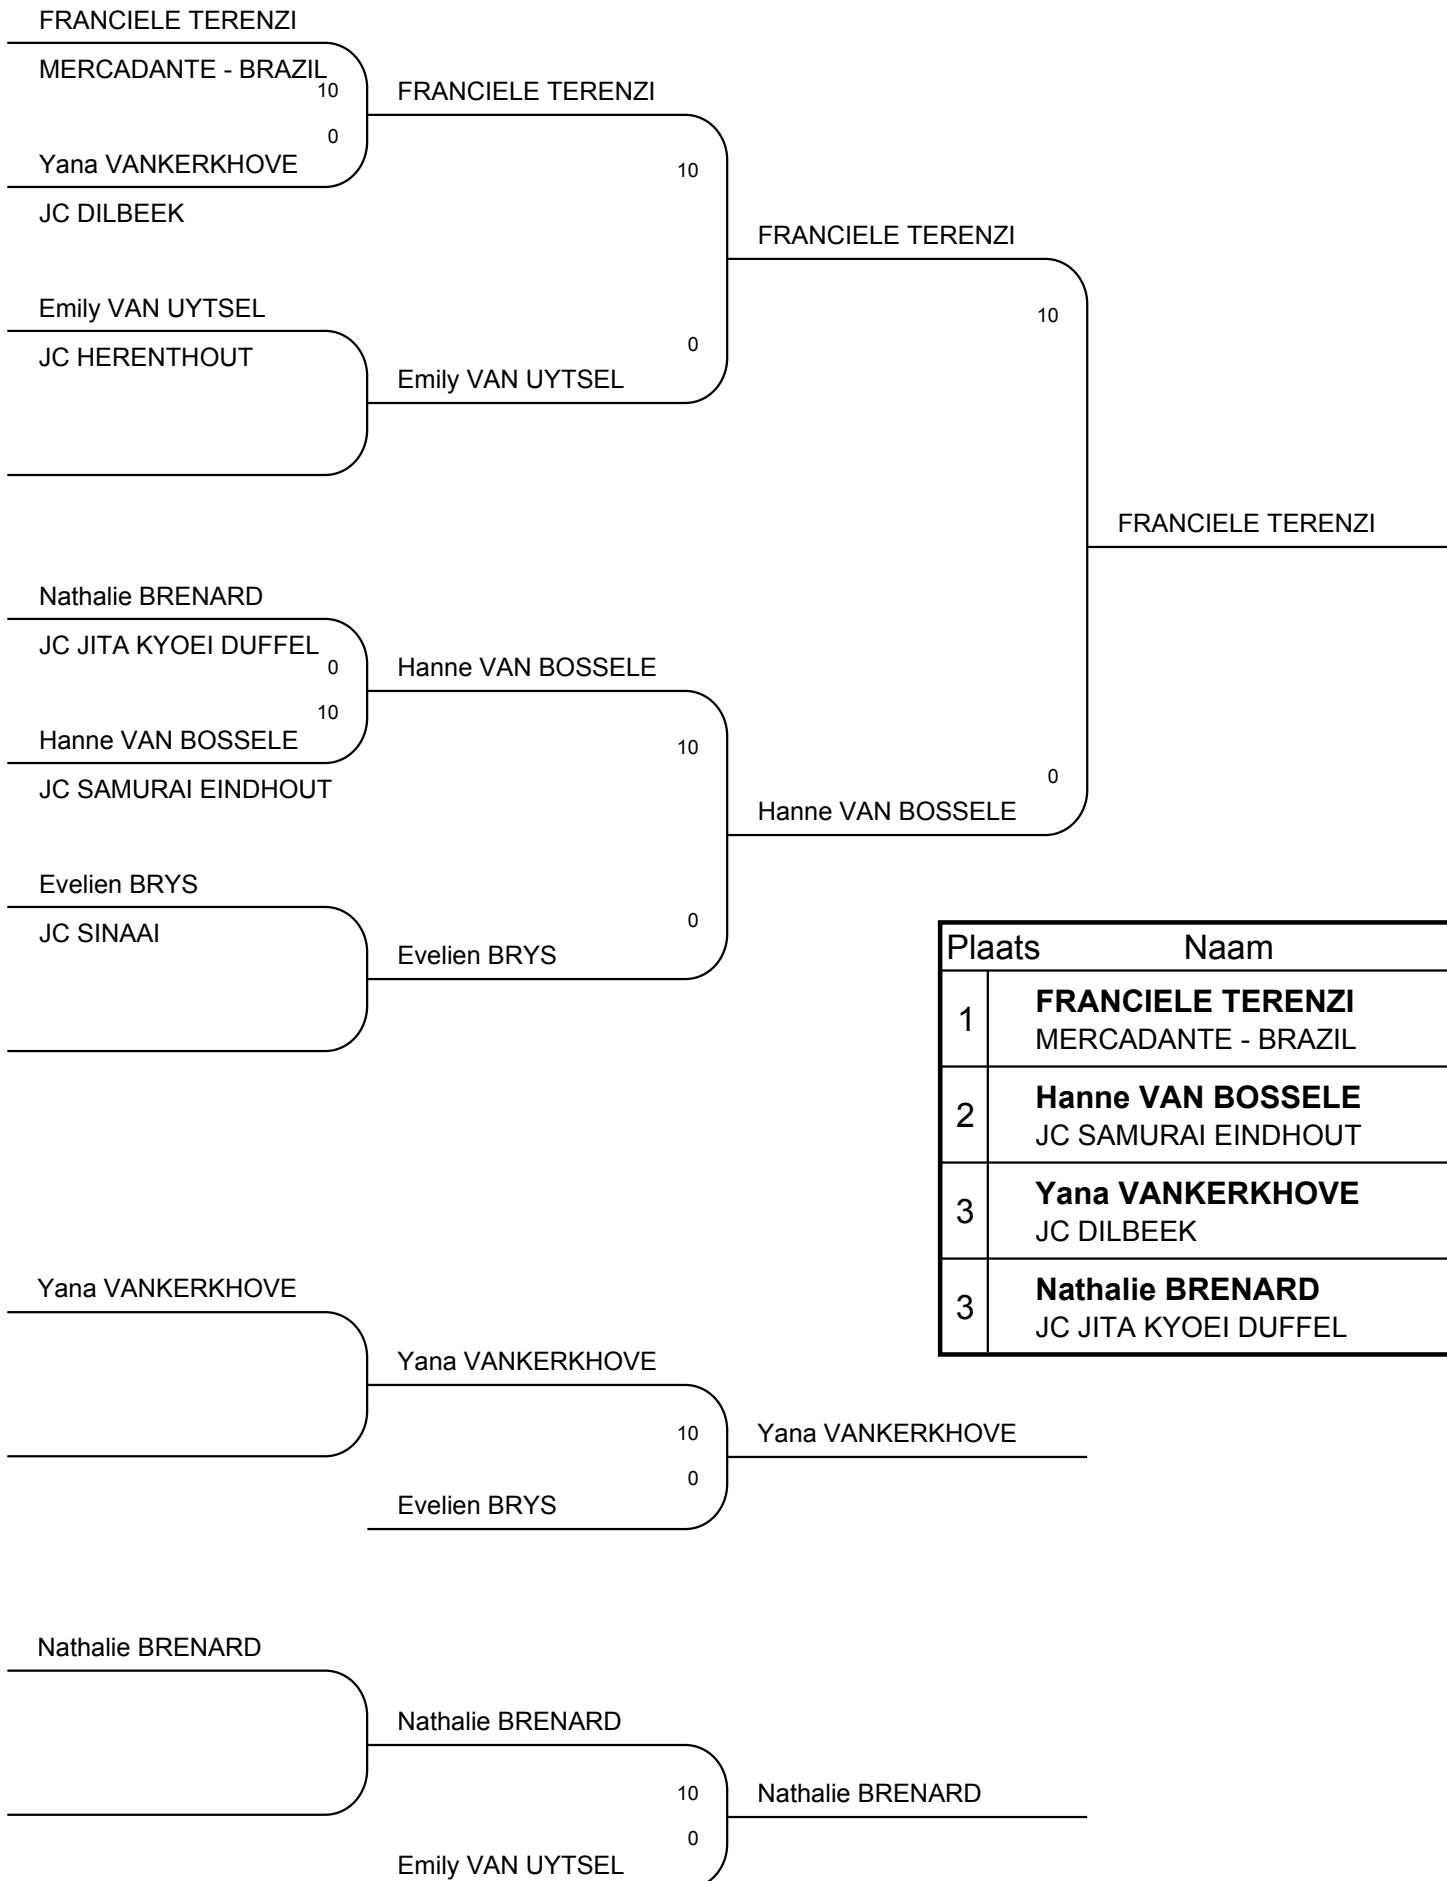 FRANCIELE TERENZI
MERCADANTE - BRAZIL
10
0
Yana VANKERKHOVE
JC DILBEEK
Emily VAN UYTSEL
JC HERENTHOUT
FRANCIELE TERENZI
10
0
Emily VAN UYTSEL
FRANCIELE TERENZI
10
0
Hanne VAN BOSSELE
FRANCIELE TERENZI
Nathalie BRENARD
JC JITA KYOEI DUFFEL
0
10
Hanne VAN BOSSELE
JC SAMURAI EINDHOUT
Evelien BRYS
JC SINAAI
Hanne VAN BOSSELE
10
0
Evelien BRYS
Plaats Naam
1 FRANCIELE TERENZI
MERCADANTE - BRAZIL
2 Hanne VAN BOSSELE
JC SAMURAI EINDHOUT
3 Yana VANKERKHOVE
JC DILBEEK
3 Nathalie BRENARD
JC JITA KYOEI DUFFEL
Yana VANKERKHOVE
Yana VANKERKHOVE
10
0
Evelien BRYS
Yana VANKERKHOVE
Nathalie BRENARD
Nathalie BRENARD
10
0
Emily VAN UYTSEL
Nathalie BRENARD